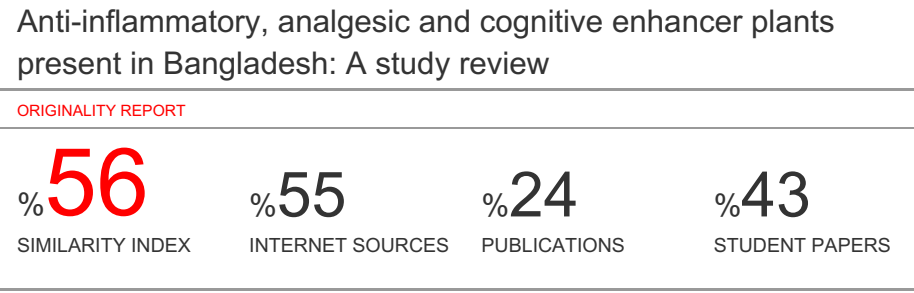 Anti-inflammatory, analgesic and cognitive enhancer plants
present in Bangladesh: A study review
ORIGINALITY REPORT
%56 %55 %24 %43
SIMILARITY INDEX INTERNET SOURCES PUBLICATIONS STUDENT PAPERS